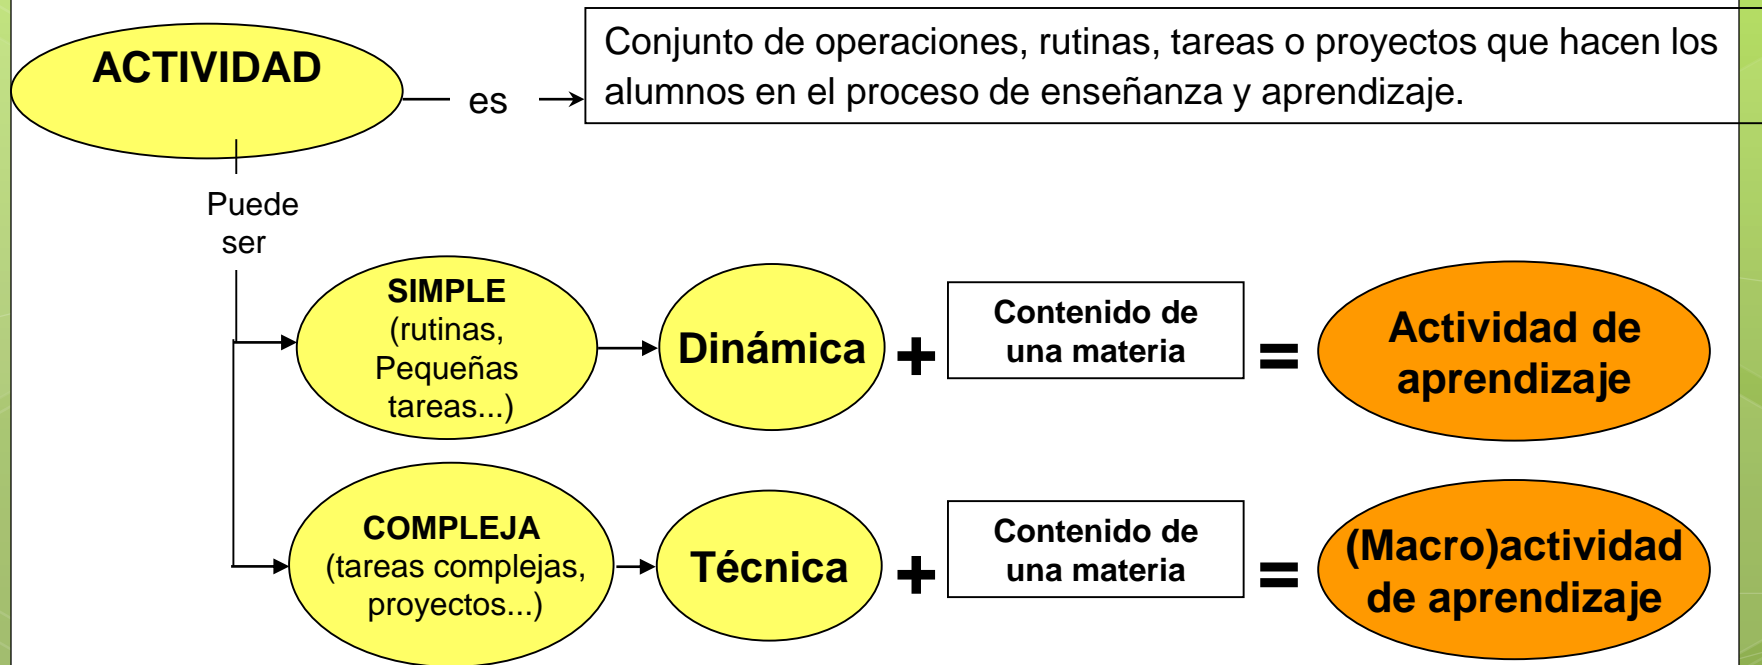 ACTIVIDAD
es
Conjunto de operaciones, rutinas, tareas o proyectos que hacen los
alumnos en el proceso de enseñanza y aprendizaje.
Puede
ser
SIMPLE
(rutinas,
Pequeñas
tareas...)
Dinámica
+
Contenido de
una materia
=
Actividad de
aprendizaje
COMPLEJA
(tareas complejas,
proyectos...)
Técnica
+
Contenido de
una materia
=
(Macro)actividad
de aprendizaje